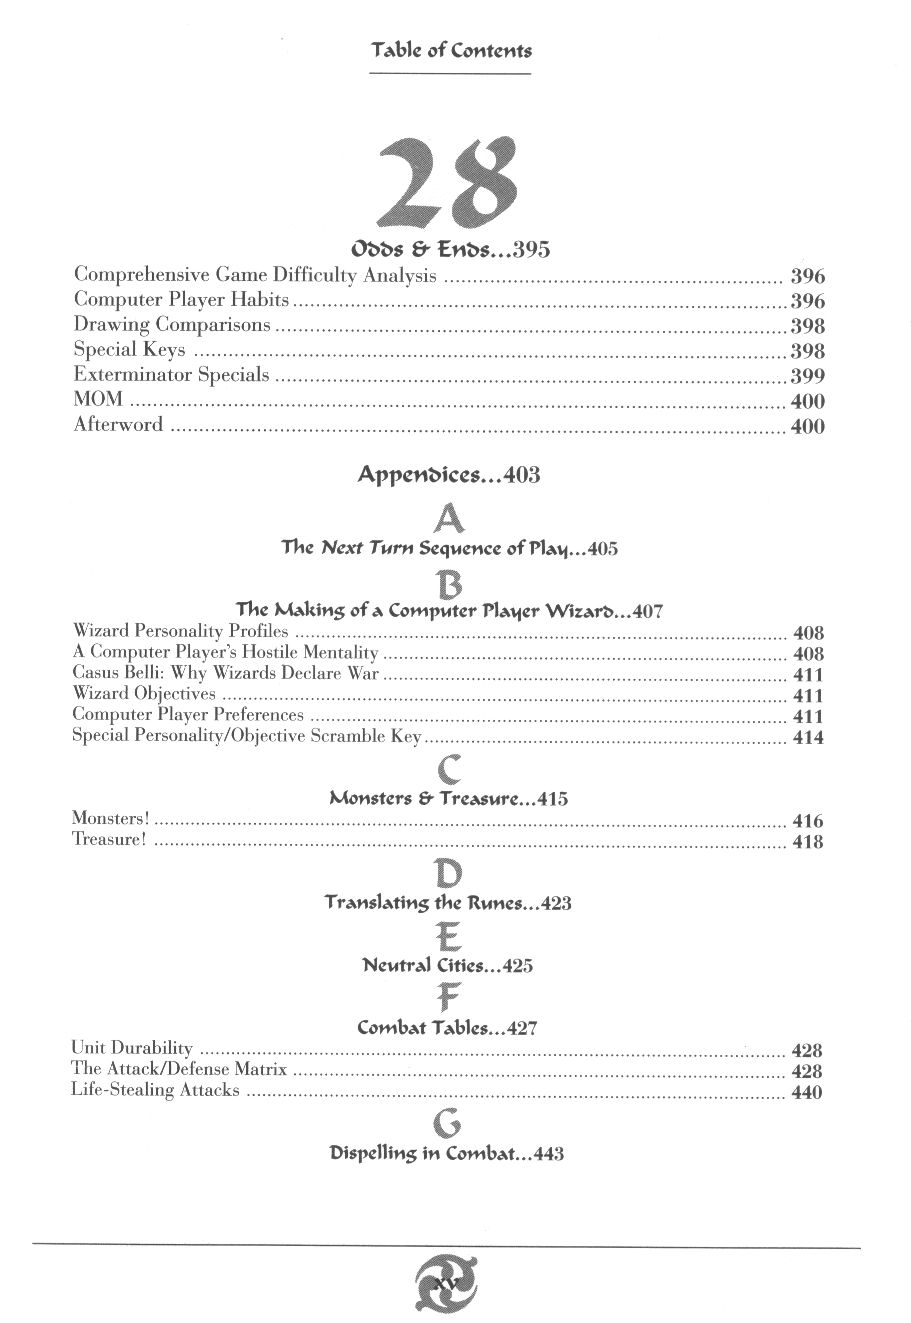 Table of Contents
28
Odds & Ends...395
Comprehensive Game Difficulty Analysis ........................................................... 396
Computer Player Habits ...................................................................................... 396
Drawing Comparisons ......................................................................................... 398
Special Keys ....................................................................................................... 398
Exterminator Specials ......................................................................................... 399
MOM .................................................................................................................. 400
Afterword ........................................................................................................... 400
Appendices...403
A
The Next Turn Sequence of Play...405
B
The Making of a Computer Player Wizard...407
Wizard Personality Profiles ............................................................................................... 408
A Computer Player's Hostile Mentality .............................................................................. 408
Casus Belli: Why Wizards Declare War .............................................................................. 411
Wizard Objectives ............................................................................................................. 411
Computer Player Preferences ............................................................................................ 411
Special Personality/Objective Scramble Key...................................................................... 414
C
Monsters & Treasure...415
Monsters! .......................................................................................................................... 416
Treasure! .......................................................................................................................... 418
D
Translating the Runes...423
E
Neutral Cities...425
F
Combat Tables...427
Unit Durability ................................................................................................................. 428
The Attack/Defense Matrix ............................................................................................... 428
Life-Stealing Attacks ........................................................................................................ 440
G
Dispelling in Combat...443
xv